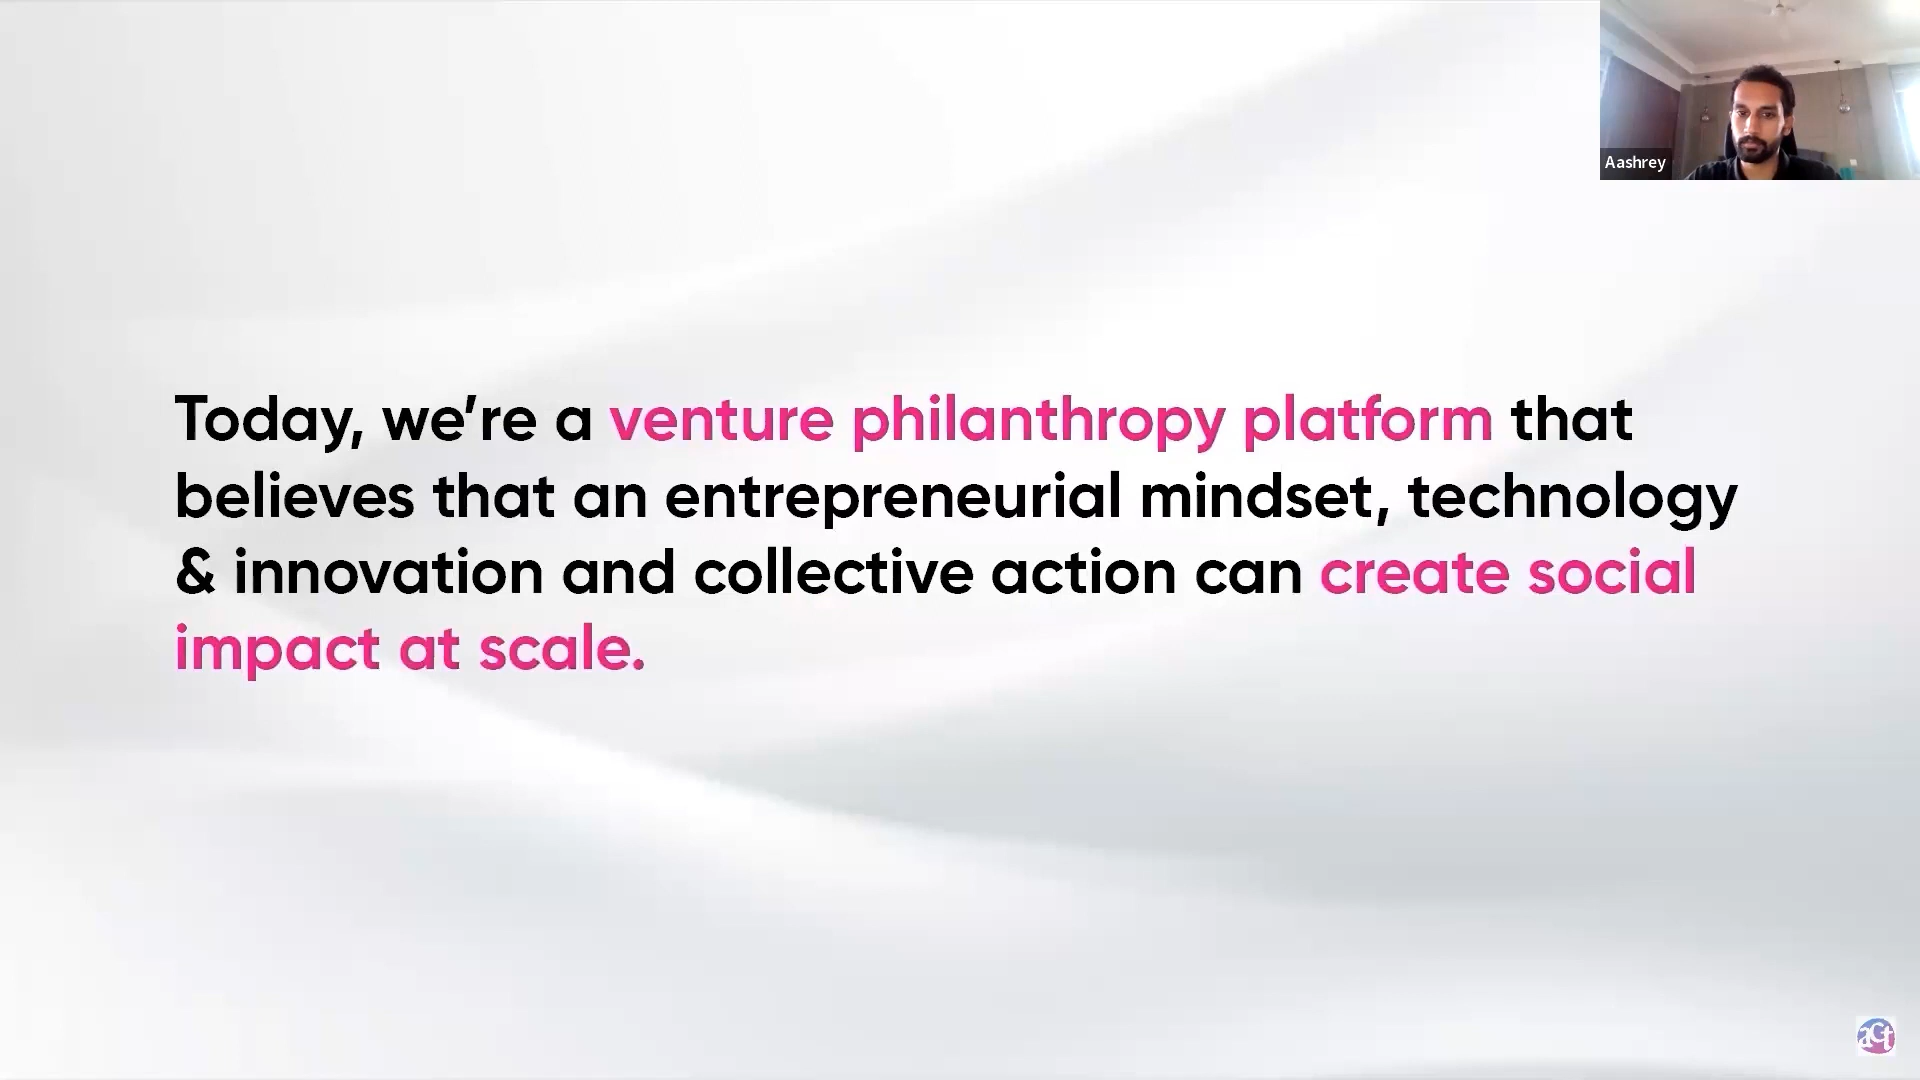 Aashrey
Today, we’re a venture philanthropy platform that
believes that an entrepreneurial mindset, technology
& innovation and collective action can create social
impact at scale.
act